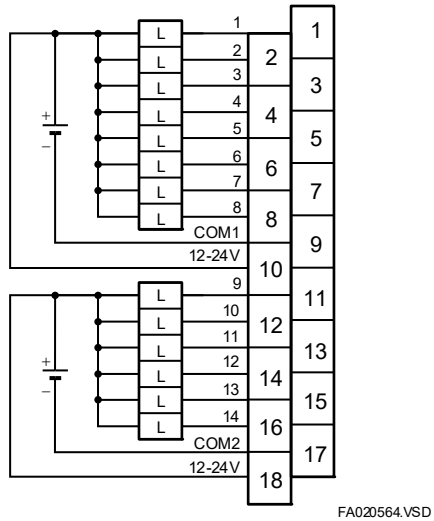 1 L 1
2 L 2
3 L 3
4 L 4
5 L 5
6 L 6
7 L 7
8 L 8
+
−
COM1 9
12-24V 10
9 L 11
10 L 12
11 L 13
12 L 14
13 L 15
14 L 16
+
−
COM2 17
12-24V 18
FA020564.VSD